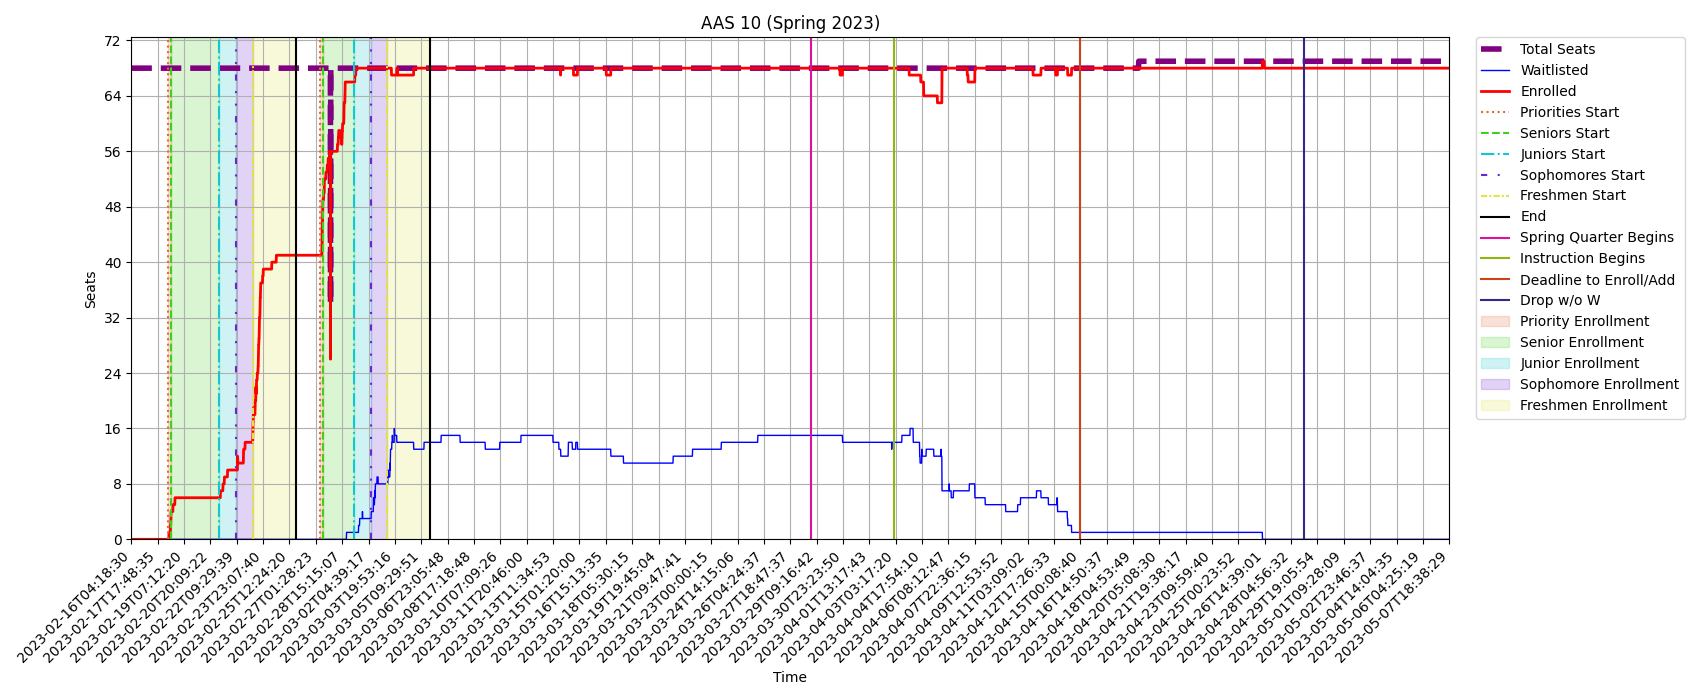 AAS 10 (Spring 2023)
72
64
56
48
40
32
24
16
8
0
Seats
2023-02-16T04:18:30
2023-02-17T17:48:35
2023-02-19T07:12:20
2023-02-20T20:09:22
2023-02-22T09:29:39
2023-02-23T23:07:40
2023-02-25T12:24:20
2023-02-27T01:28:23
2023-02-28T15:15:07
2023-03-02T04:39:17
2023-03-03T19:53:16
2023-03-05T09:29:51
2023-03-06T23:05:48
2023-03-08T17:18:48
2023-03-10T07:09:26
2023-03-11T20:46:00
2023-03-13T11:34:53
2023-03-15T01:20:00
2023-03-16T15:13:35
2023-03-18T05:30:15
2023-03-19T19:45:04
2023-03-21T09:47:41
2023-03-23T00:00:15
2023-03-24T14:15:06
2023-03-26T04:24:37
2023-03-27T18:47:37
2023-03-29T09:16:42
2023-03-30T23:23:50
2023-04-01T13:17:43
2023-04-03T03:17:20
2023-04-04T17:54:10
2023-04-06T08:12:47
2023-04-07T22:36:15
2023-04-09T12:53:52
2023-04-11T03:09:02
2023-04-12T17:26:33
2023-04-15T00:08:40
2023-04-16T14:50:37
2023-04-18T04:53:49
2023-04-20T05:08:30
2023-04-21T19:38:17
2023-04-23T09:59:40
2023-04-25T00:23:52
2023-04-26T14:39:01
2023-04-28T04:56:32
2023-04-29T19:05:54
2023-05-01T09:28:09
2023-05-02T23:46:37
2023-05-04T14:04:35
2023-05-06T04:25:19
2023-05-07T18:38:29
Time
Total Seats
Waitlisted
Enrolled
Priorities Start
Seniors Start
Juniors Start
Sophomores Start
Freshmen Start
End
Spring Quarter Begins
Instruction Begins
Deadline to Enroll/Add
Drop w/o W
Priority Enrollment
Senior Enrollment
Junior Enrollment
Sophomore Enrollment
Freshmen Enrollment